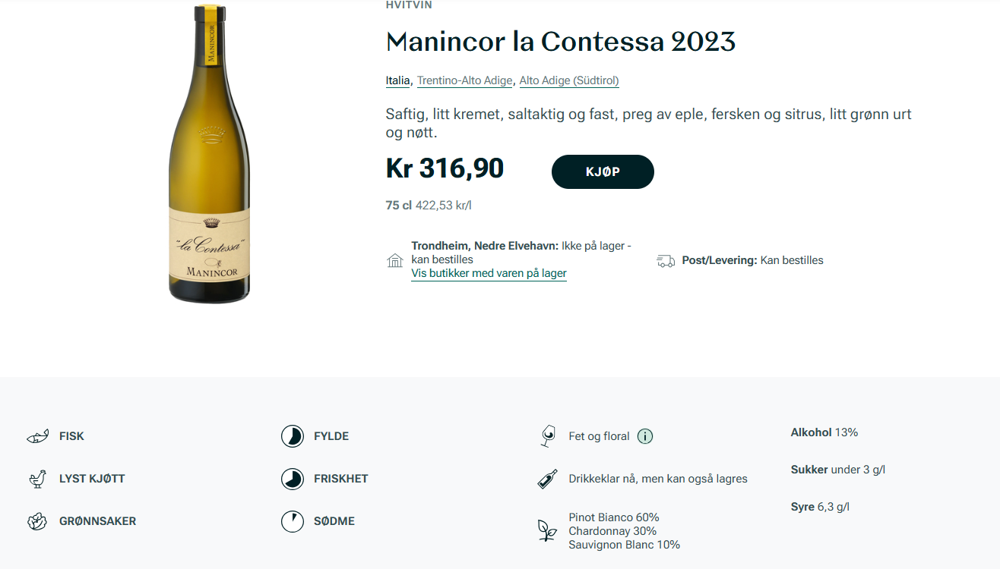 HVITVIN
Manincor la Contessa 2023
Italia, Trentino-Alto Adige, Alto Adige (Südtirol)
Saftig, litt kremet, saltaktig og fast, preg av eple, fersken og sitrus, litt grønn urt
og nøtt.
Kr 316,90
KJØP
75 cl 422,53 kr/l
Trondheim, Nedre Elvehavn: Ikke på lager -
kan bestilles
Vis butikker med varen på lager
Post/Levering: Kan bestilles
MANINCOR
"la Contessa"
MANINCOR
FISK
LYST KJØTT
GRØNNSAKER
FYLDE
FRISKHET
SØDME
Fet og floral i
Drikkeklar nå, men kan også lagres
Pinot Bianco 60%
Chardonnay 30%
Sauvignon Blanc 10%
Alkohol 13%
Sukker under 3 g/l
Syre 6,3 g/l